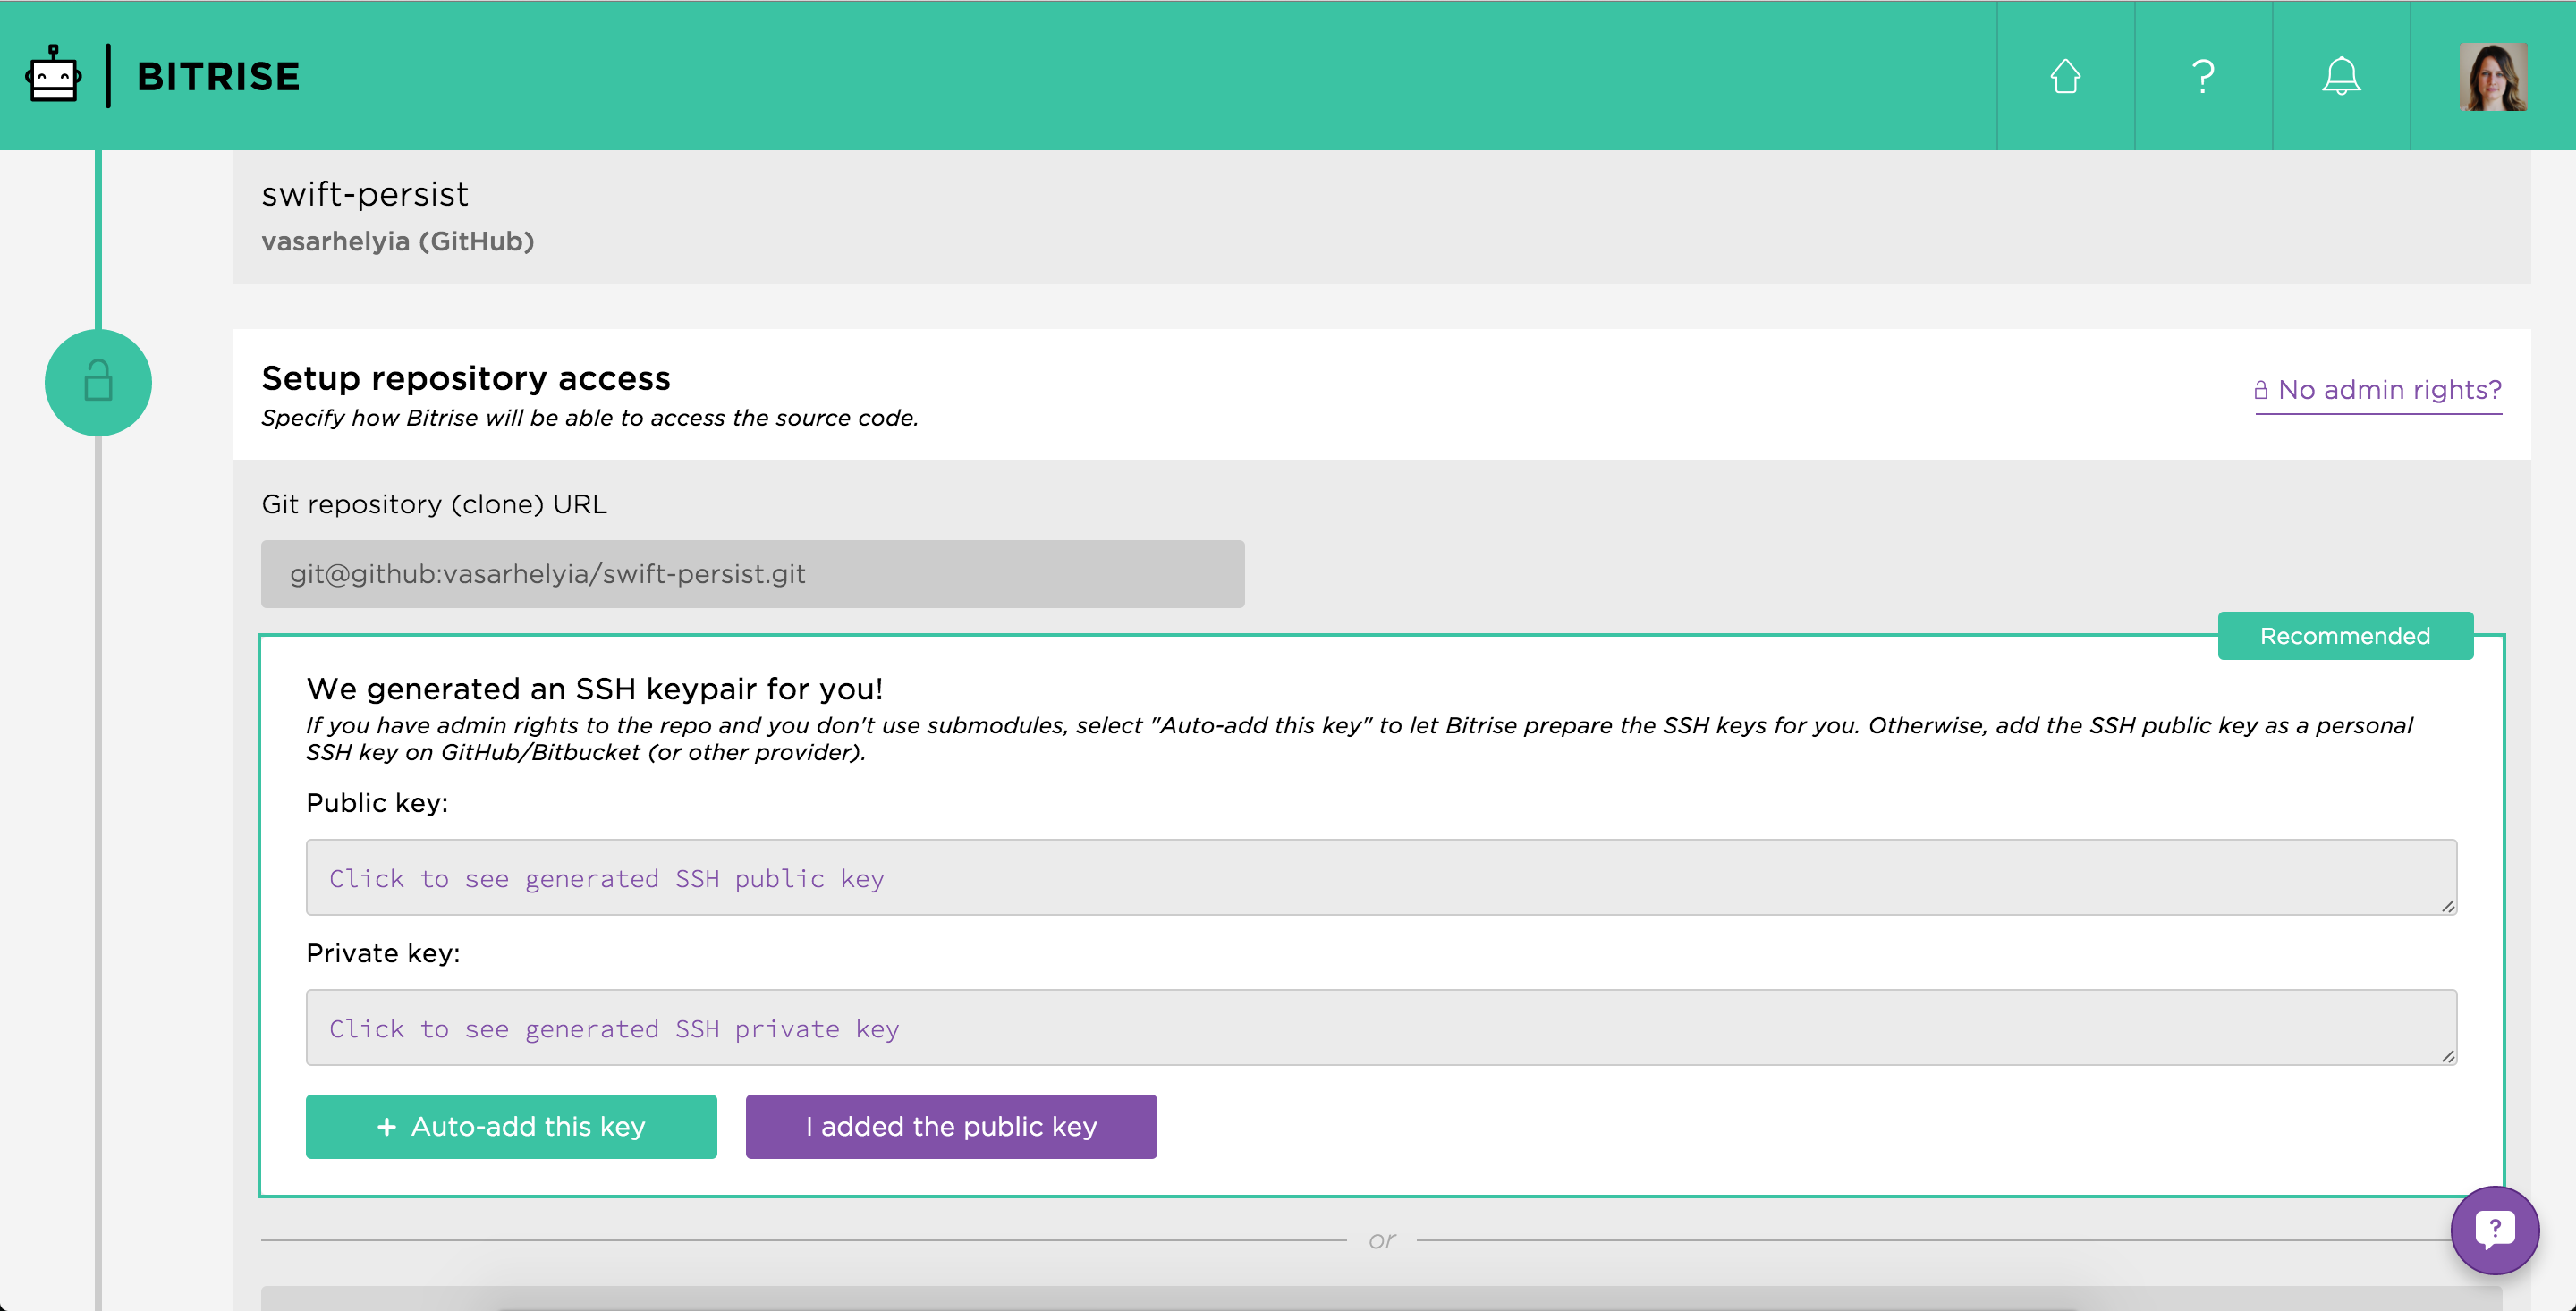 BITRISE
swift-persist
vasarhelyia (GitHub)
Setup repository access
Specify how Bitrise will be able to access the source code.
No admin rights?
Git repository (clone) URL
git@github:vasarhelyia/swift-persist.git
Recommended
We generated an SSH keypair for you!
If you have admin rights to the repo and you don't use submodules, select "Auto-add this key" to let Bitrise prepare the SSH keys for you. Otherwise, add the SSH public key as a personal
SSH key on GitHub/Bitbucket (or other provider).
Public key:
Click to see generated SSH public key
Private key:
Click to see generated SSH private key
+ Auto-add this key
I added the public key
or